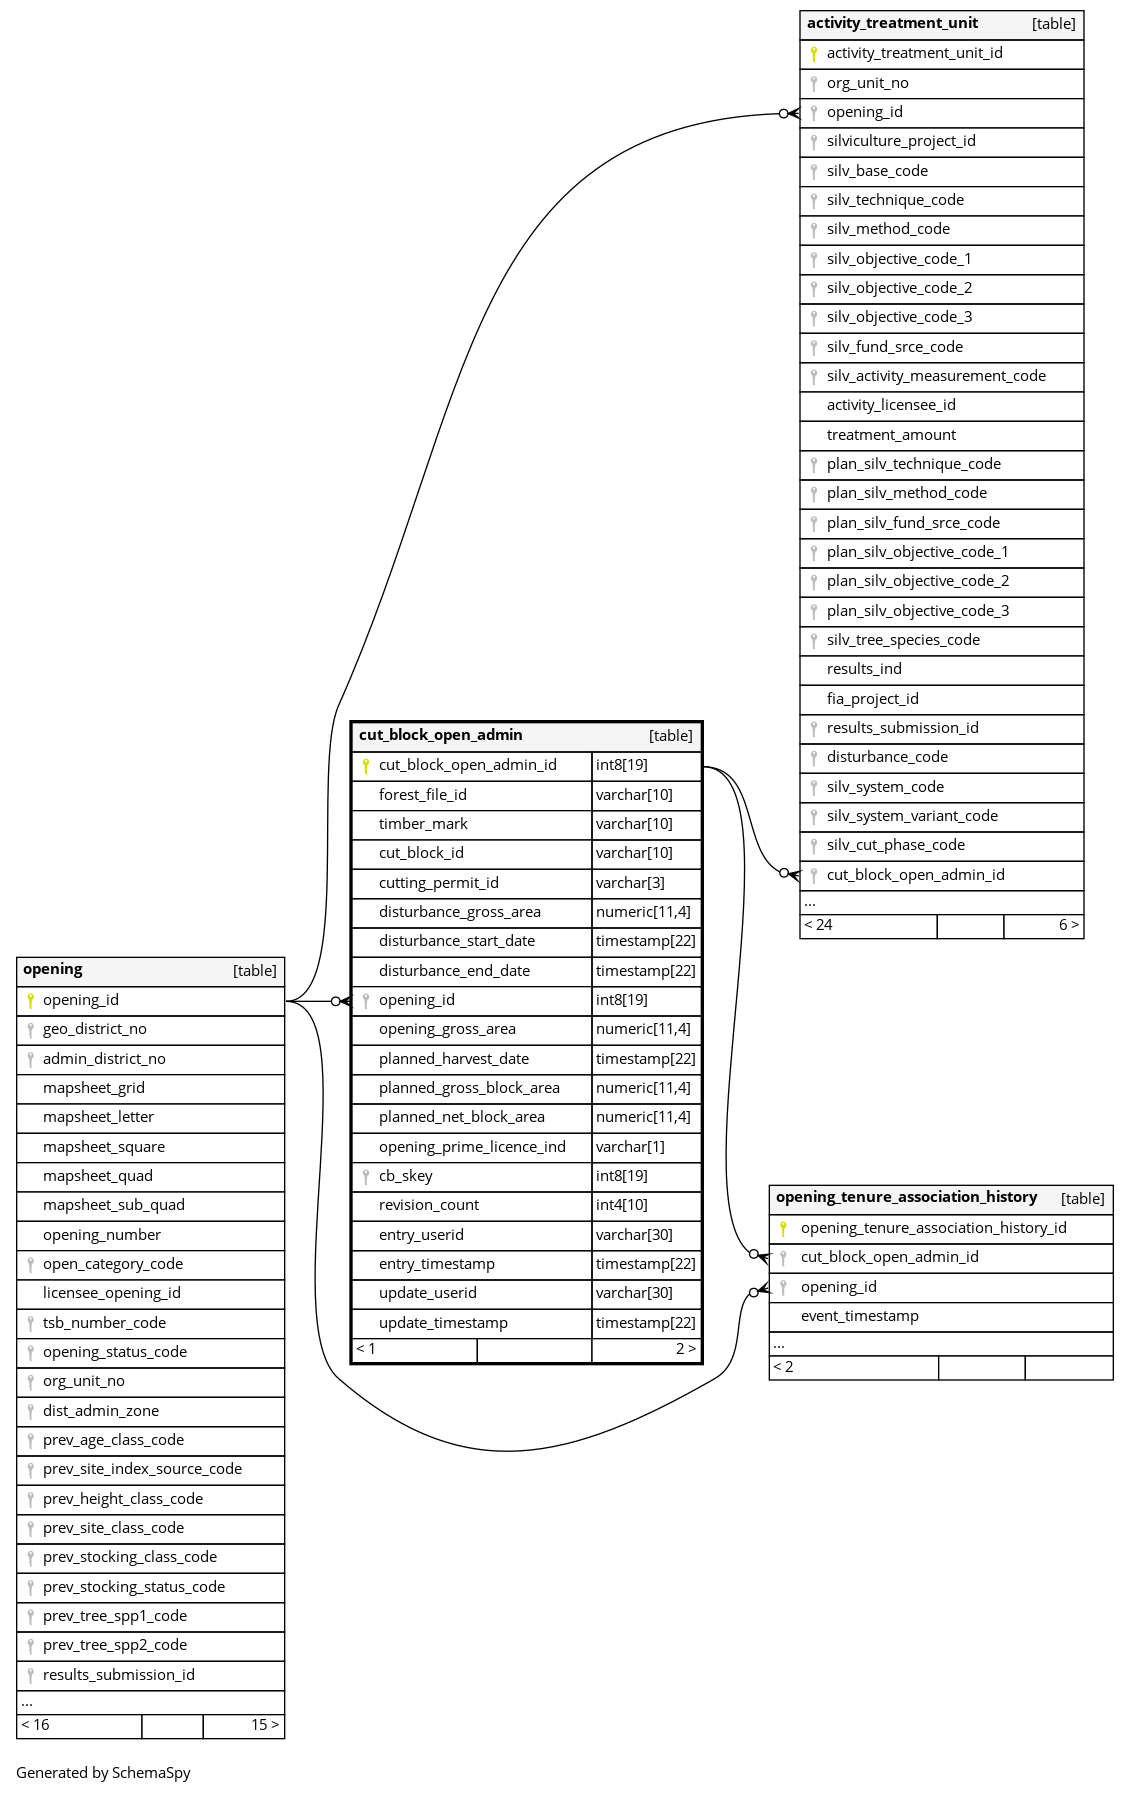 activity_treatment_unit [table]
activity_treatment_unit_id
org_unit_no
opening_id
silviculture_project_id
silv_base_code
silv_technique_code
silv_method_code
silv_objective_code_1
silv_objective_code_2
silv_objective_code_3
silv_fund_srce_code
silv_activity_measurement_code
activity_licensee_id
treatment_amount
plan_silv_technique_code
plan_silv_method_code
plan_silv_fund_srce_code
plan_silv_objective_code_1
plan_silv_objective_code_2
plan_silv_objective_code_3
silv_tree_species_code
results_ind
fia_project_id
results_submission_id
disturbance_code
silv_system_code
silv_system_variant_code
silv_cut_phase_code
cut_block_open_admin_id
...
< 24 6 >
cut_block_open_admin [table]
cut_block_open_admin_id int8[19]
forest_file_id varchar[10]
timber_mark varchar[10]
cut_block_id varchar[10]
cutting_permit_id varchar[3]
disturbance_gross_area numeric[11,4]
disturbance_start_date timestamp[22]
disturbance_end_date timestamp[22]
opening_id int8[19]
opening_gross_area numeric[11,4]
planned_harvest_date timestamp[22]
planned_gross_block_area numeric[11,4]
planned_net_block_area numeric[11,4]
opening_prime_licence_ind varchar[1]
cb_skey int8[19]
revision_count int4[10]
entry_userid varchar[30]
entry_timestamp timestamp[22]
update_userid varchar[30]
update_timestamp timestamp[22]
< 1 2 >
opening [table]
opening_id
geo_district_no
admin_district_no
mapsheet_grid
mapsheet_letter
mapsheet_square
mapsheet_quad
mapsheet_sub_quad
opening_number
open_category_code
licensee_opening_id
tsb_number_code
opening_status_code
org_unit_no
dist_admin_zone
prev_age_class_code
prev_site_index_source_code
prev_height_class_code
prev_site_class_code
prev_stocking_class_code
prev_stocking_status_code
prev_tree_spp1_code
prev_tree_spp2_code
results_submission_id
...
< 16 15 >
opening_tenure_association_history [table]
opening_tenure_association_history_id
cut_block_open_admin_id
opening_id
event_timestamp
...
< 2
Generated by SchemaSpy